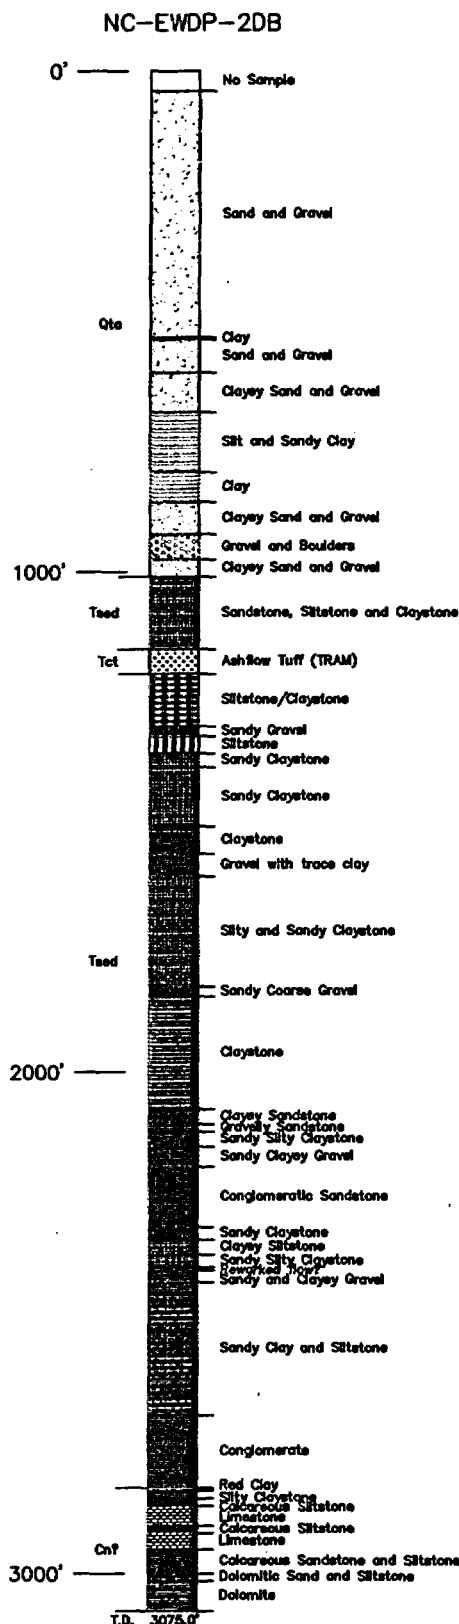 NC-EWDP-2DB
0'
No Sample
Sand and Gravel
Qta
Clay
Sand and Gravel
Clayey Sand and Gravel
Silt and Sandy Clay
Clay
Clayey Sand and Gravel
Gravel and Boulders
1000'
Clayey Sand and Gravel
Tsed
Sandstone, Siltstone and Claystone
Tct
Ashflow Tuff (TRAM)
Siltstone/Claystone
Sandy Gravel
Siltstone
Sandy Claystone
Sandy Claystone
Claystone
Gravel with trace clay
Silty and Sandy Claystone
Tsed
Sandy Coarse Gravel
Claystone
2000'
Clayey Sandstone
Gravelly Sandstone
Sandy Silty Claystone
Sandy Clayey Gravel
Conglomeratic Sandstone
Sandy Claystone
Clayey Siltstone
Sandy Silty Claystone
Reworked flow?
Sandy and Clayey Gravel
Sandy Clay and Siltstone
Conglomerate
Red Clay
Silty Claystone
Calcareous Siltstone
Limestone
Calcareous Siltstone
Limestone
Calcareous Sandstone and Siltstone
3000'
Dolomitic Sand and Siltstone
Dolomite
T.D. 3075.0'